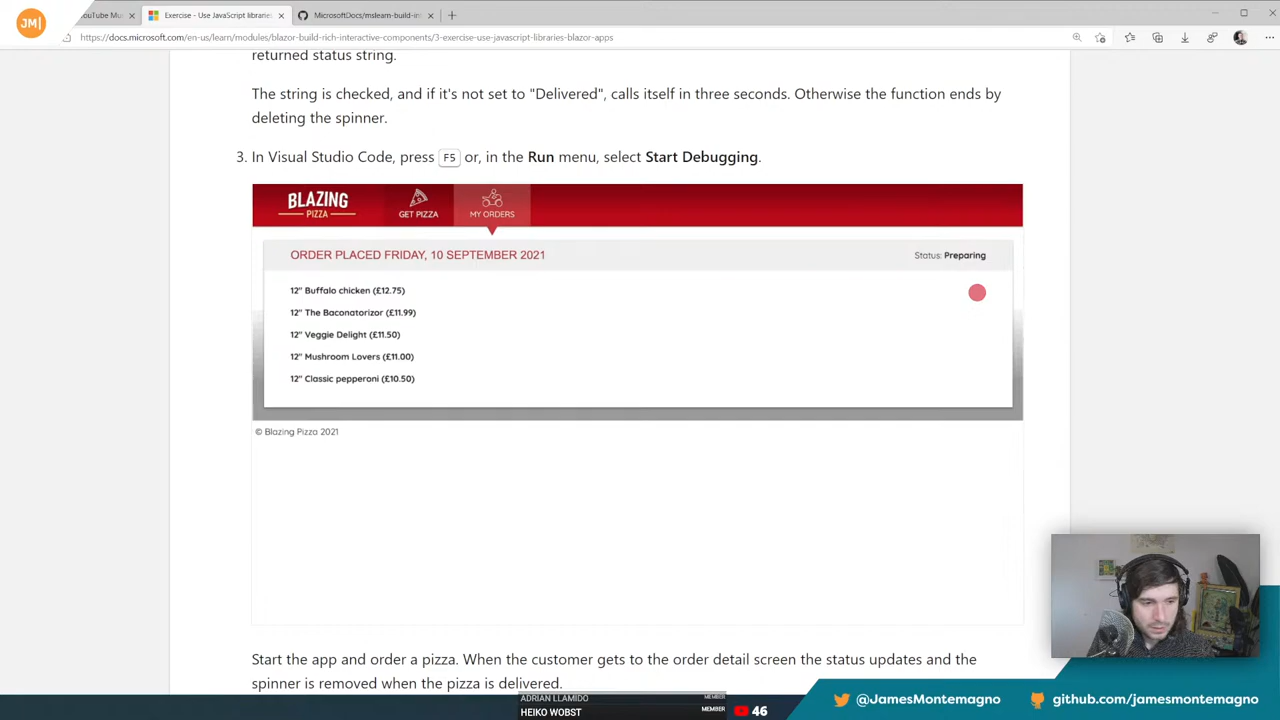 JM|
YouTube Mu
Exercise - Use JavaScript libraries
MicrosoftDocs/mslearn-build-in
https://docs.microsoft.com/en-us/learn/modules/blazor-build-rich-interactive-components/3-exercise-use-javascript-libraries-blazor-apps
returned status string.
The string is checked, and if it's not set to "Delivered", calls itself in three seconds. Otherwise the function ends by
deleting the spinner.
3. In Visual Studio Code, press F5 or, in the Run menu, select Start Debugging.
BLAZING
PIZZA
GET PIZZA
MY ORDERS
ORDER PLACED FRIDAY, 10 SEPTEMBER 2021
Status: Preparing
12" Buffalo chicken (£12.75)
12" The Baconatorizor (£11.99)
12" Veggie Delight (£11.50)
12" Mushroom Lovers (£11.00)
12" Classic pepperoni (£10.50)
© Blazing Pizza 2021
Start the app and order a pizza. When the customer gets to the order detail screen the status updates and the
spinner is removed when the pizza is delivered.
ADRIAN LLAMIDO MEMBER
HEIKO WOBST MEMBER
46
@JamesMontemagno
github.com/jamesmontemagno